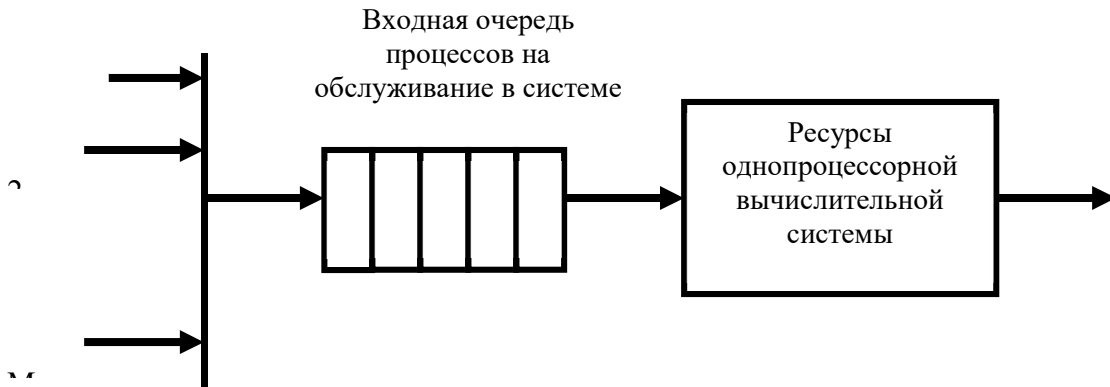 Входная очередь
процессов на
обслуживание в системе
Ресурсы
однопроцессорной
вычислительной
системы